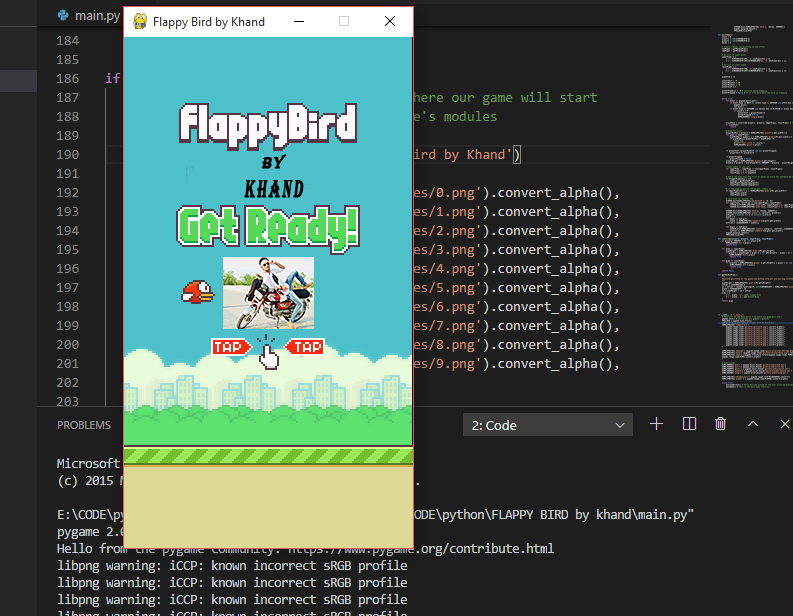 main.py
Flappy Bird by Khand
184
185
186 if
187 here our game will start
188 e's modules
189
190 ird by Khand')
191
192 es/0.png').convert_alpha(),
193 es/1.png').convert_alpha(),
194 es/2.png').convert_alpha(),
195 es/3.png').convert_alpha(),
196 es/4.png').convert_alpha(),
197 es/5.png').convert_alpha(),
198 es/6.png').convert_alpha(),
199 es/7.png').convert_alpha(),
200 es/8.png').convert_alpha(),
201 es/9.png').convert_alpha(),
202
203
FlappyBird
BY
KHAND
Get Ready!
TAP TAP
PROBLEMS
2: Code
Microsoft
(c) 2015 M .
E:\CODE\py ODE\python\FLAPPY BIRD by khand\main.py"
pygame 2.0
Hello from the pygame community. https://www.pygame.org/contribute.html
libpng warning: iCCP: known incorrect sRGB profile
libpng warning: iCCP: known incorrect sRGB profile
libpng warning: iCCP: known incorrect sRGB profile
libpng warning: iCCP: known incorrect sRGB profile